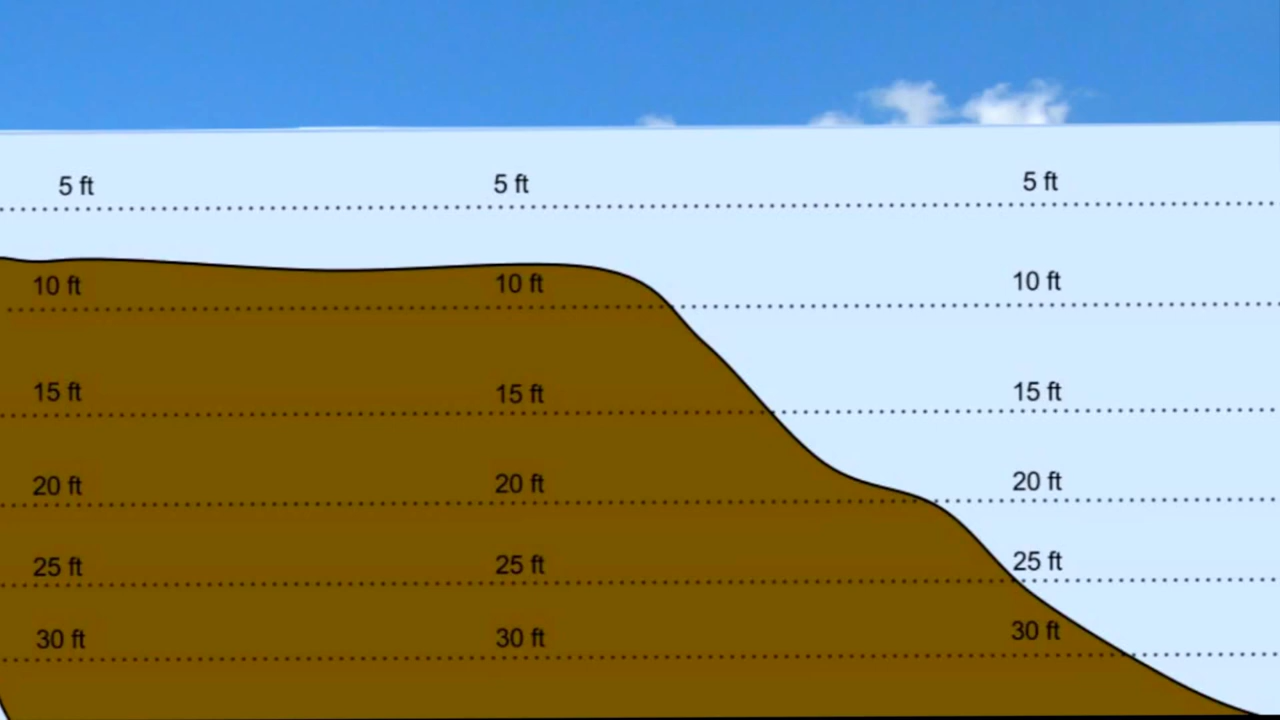 5 ft 5 ft 5 ft
10 ft 10 ft 10 ft
15 ft 15 ft 15 ft
20 ft 20 ft 20 ft
25 ft 25 ft 25 ft
30 ft 30 ft 30 ft